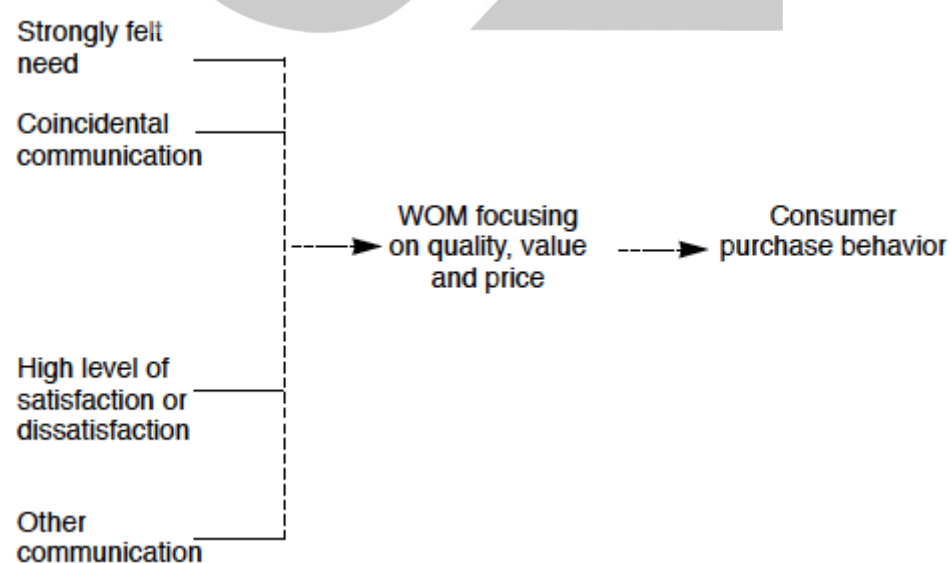 Strongly felt
need
Coincidental
communication
WOM focusing
on quality, value
and price
Consumer
purchase behavior
High level of
satisfaction or
dissatisfaction
Other
communication